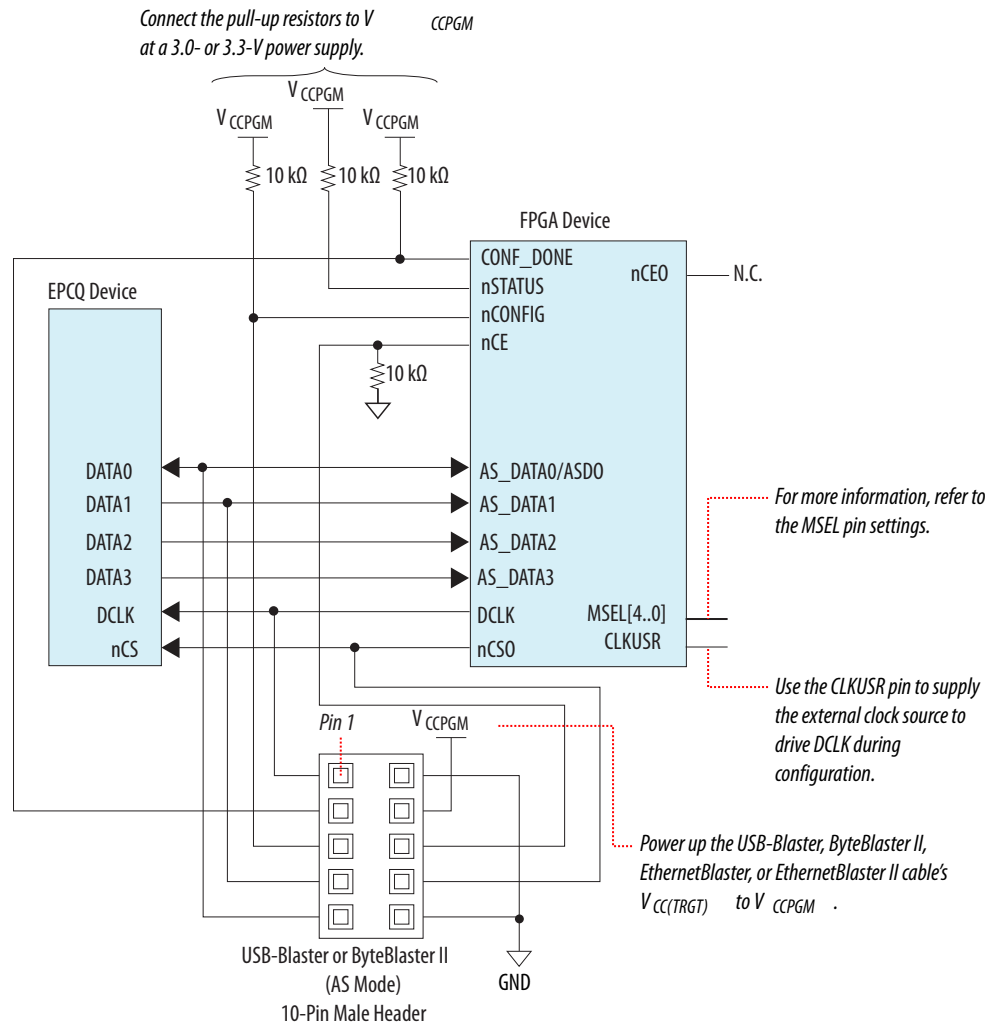 Connect the pull-up resistors to V CCPGM
at a 3.0- or 3.3-V power supply.
V CCPGM
V CCPGM
V CCPGM
10 kΩ
10 kΩ
10 kΩ
FPGA Device
CONF_DONE
nSTATUS
nCONFIG
nCE
nCEO
N.C.
EPCQ Device
10 kΩ
DATA0
DATA1
DATA2
DATA3
DCLK
nCS
AS_DATA0/ASDO
AS_DATA1
AS_DATA2
AS_DATA3
DCLK
nCSO
MSEL[4..0]
CLKUSR
For more information, refer to
the MSEL pin settings.
Use the CLKUSR pin to supply
the external clock source to
drive DCLK during
configuration.
Pin 1
V CCPGM
Power up the USB-Blaster, ByteBlaster II,
EthernetBlaster, or EthernetBlaster II cable's
V CC(TRGT) to V CCPGM .
USB-Blaster or ByteBlaster II
(AS Mode)
10-Pin Male Header
GND